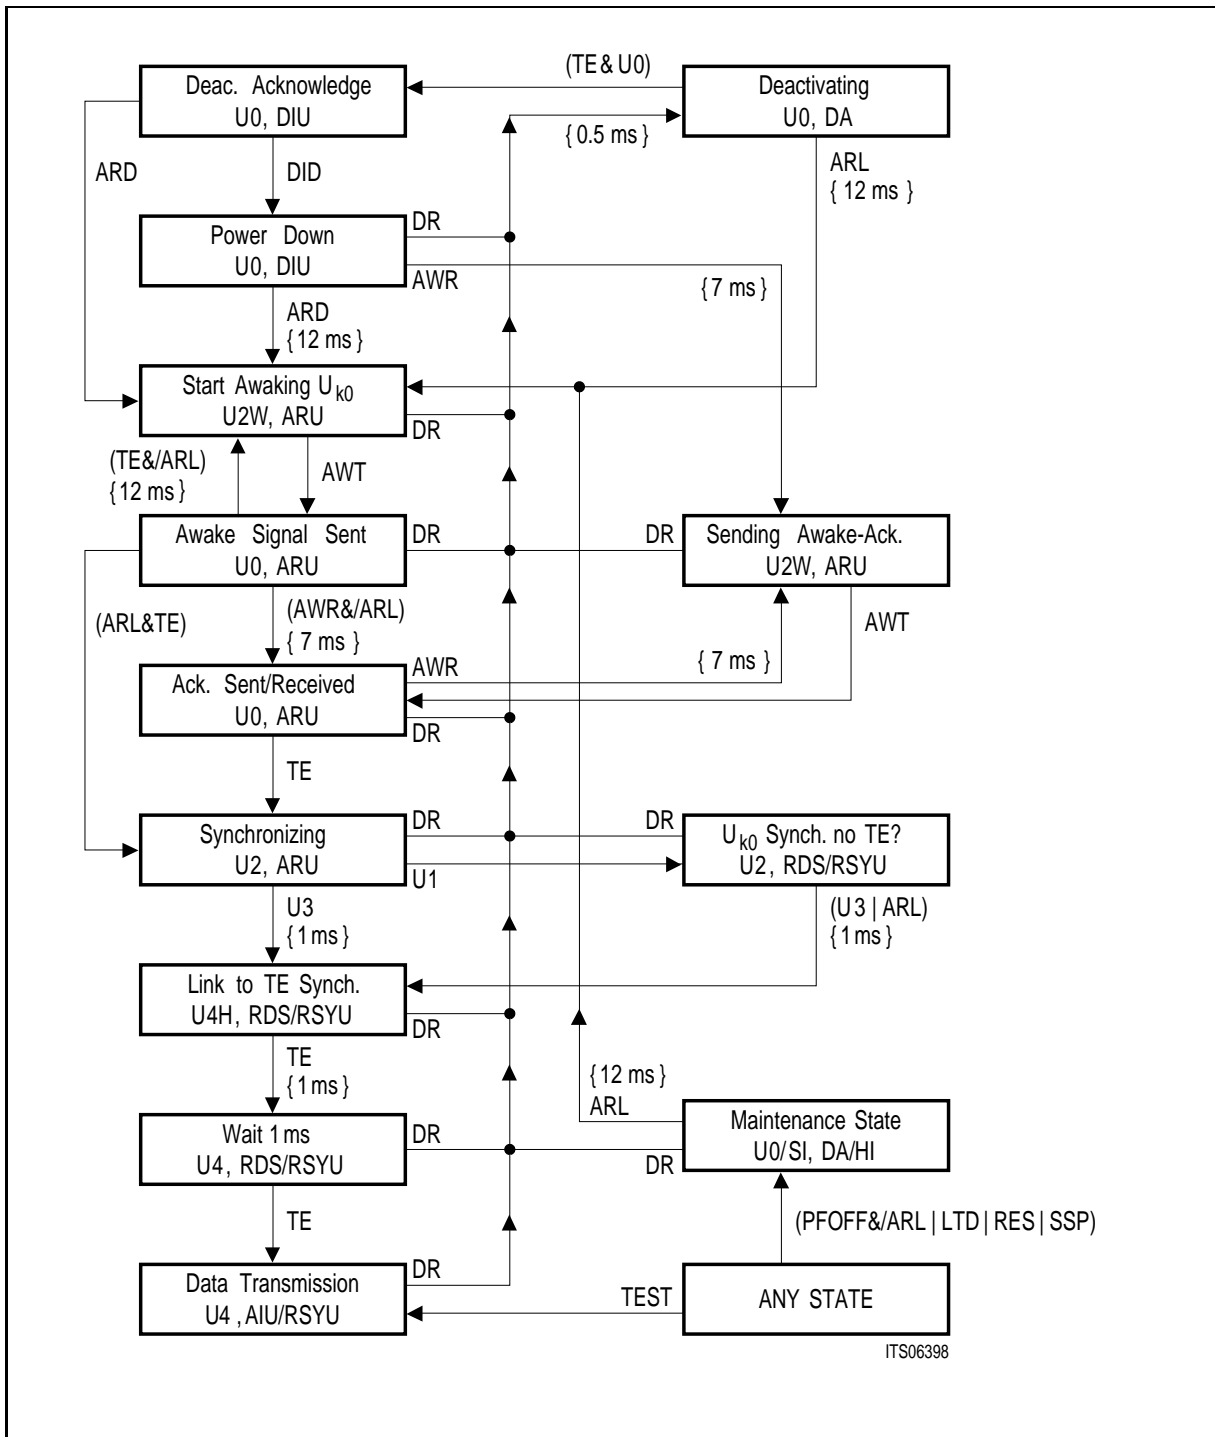 (TE & U0)
Deac. Acknowledge
U0, DIU
Deactivating
U0, DA
{ 0.5 ms }
ARD
DID
ARL
{ 12 ms }
Power Down
U0, DIU
DR
AWR
{ 7 ms }
ARD
{ 12 ms }
Start Awaking Uk0
U2W, ARU
DR
(TE&/ARL)
{ 12 ms }
AWT
Awake Signal Sent
U0, ARU
DR
DR
Sending Awake-Ack.
U2W, ARU
(ARL&TE)
(AWR&/ARL)
{ 7 ms }
AWT
Ack. Sent/Received
U0, ARU
AWR
{ 7 ms }
DR
TE
Synchronizing
U2, ARU
DR
U1
DR
Uk0 Synch. no TE?
U2, RDS/RSYU
U3
{ 1 ms }
(U3 | ARL)
{ 1 ms }
Link to TE Synch.
U4H, RDS/RSYU
DR
TE
{ 1 ms }
{ 12 ms }
ARL
Wait 1 ms
U4, RDS/RSYU
DR
DR
Maintenance State
U0/SI, DA/HI
TE
(PFOFF&/ARL | LTD | RES | SSP)
Data Transmission
U4 , AIU/RSYU
DR
TEST
ANY STATE
ITS06398